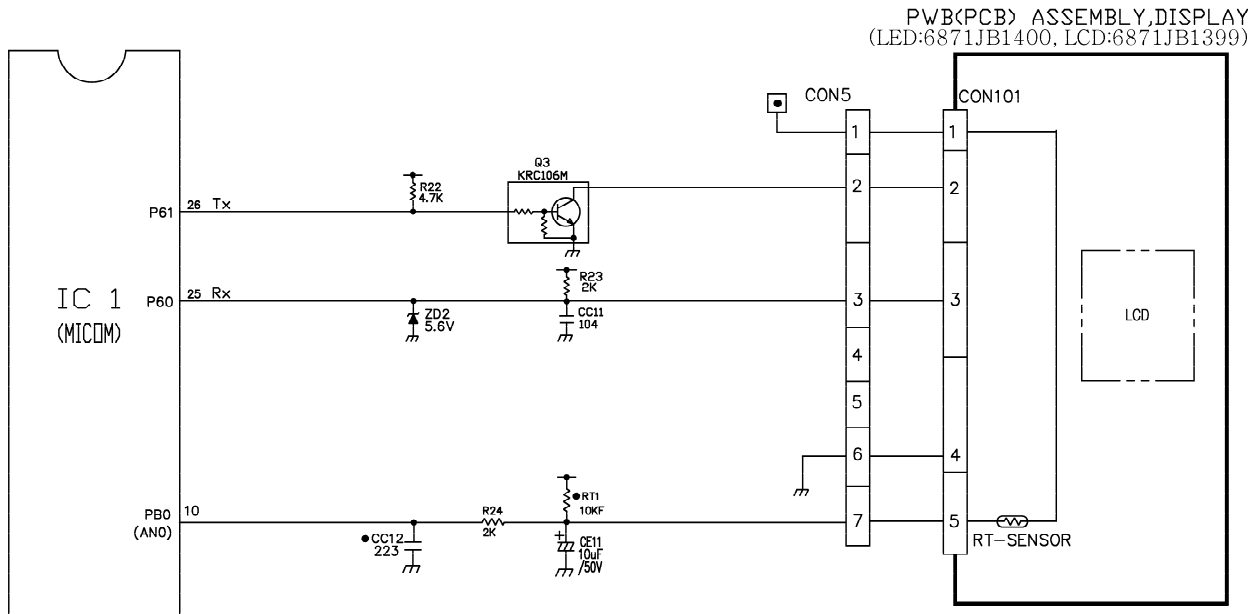 PWB(PCB) ASSEMBLY,DISPLAY
(LED:6871JB1400, LCD:6871JB1399)
CON5
CON101
1
1
Q3
KRC106M
R22
4.7K
2
2
P61
26 Tx
R23
2K
IC 1
(MICOM)
P60
25 Rx
ZD2
5.6V
CC11
104
3
3
LCD
4
5
6
4
RT1
10KF
PB0
(AN0)
10
R24
2K
7
5
CC12
223
CE11
10uF
/50V
RT-SENSOR